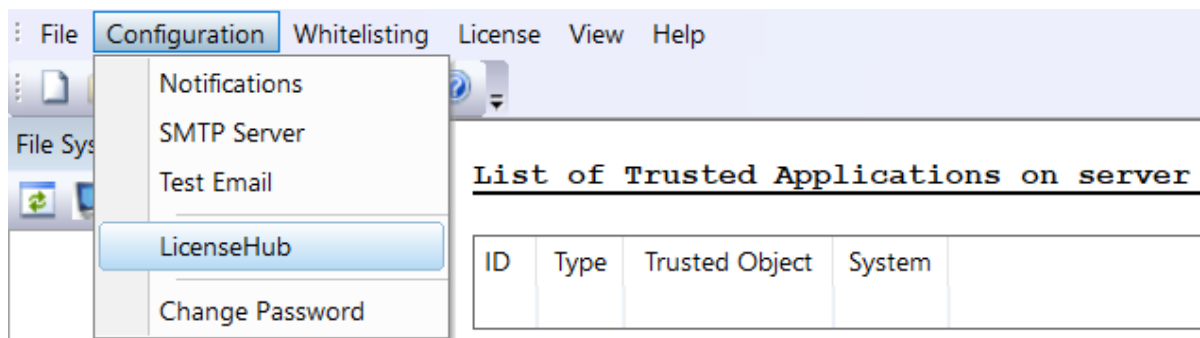 File Configuration Whitelisting License View Help
Notifications
File Sys
SMTP Server
Test Email
List of Trusted Applications on server
LicenseHub
ID Type Trusted Object System
Change Password